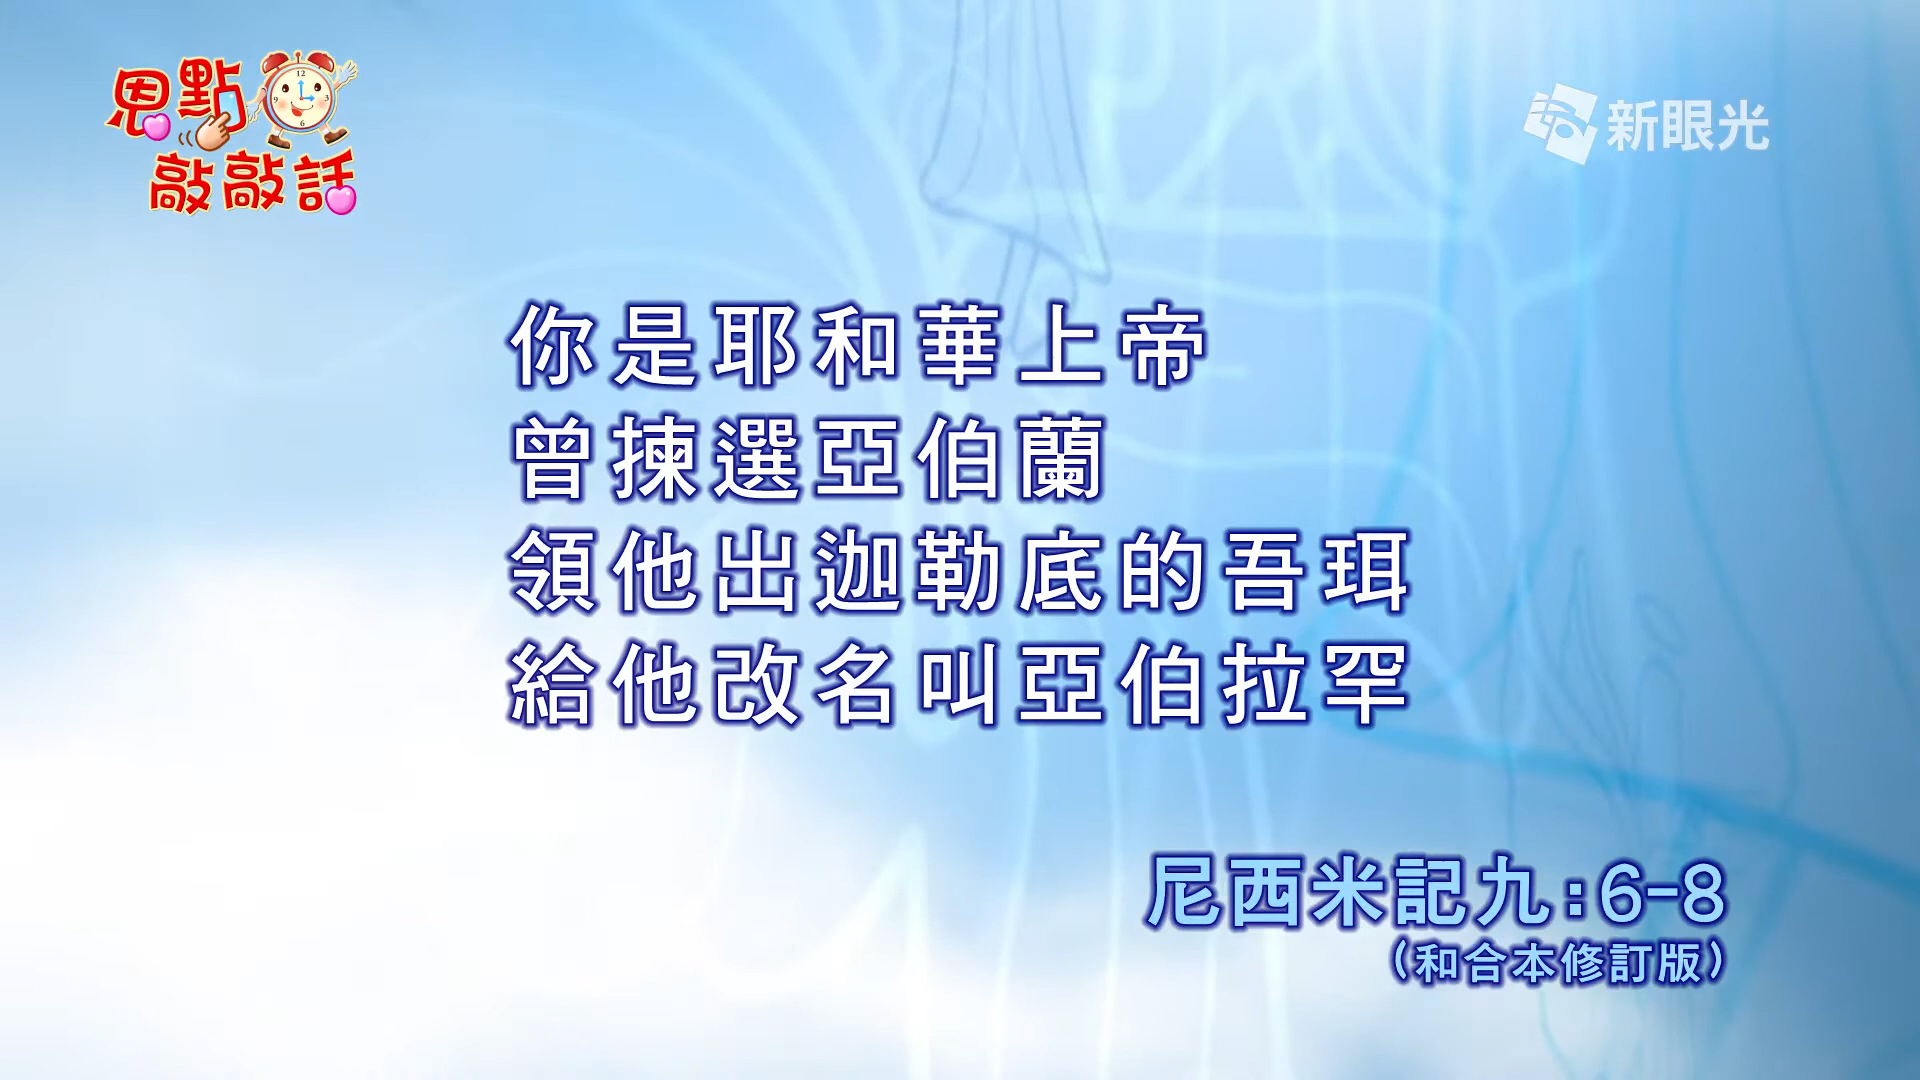 恩點
敲敲話
新眼光
你是耶和華上帝
曾揀選亞伯蘭
領他出迦勒底的吾珥
給他改名叫亞伯拉罕
尼西米記九:6-8
(和合本修訂版)